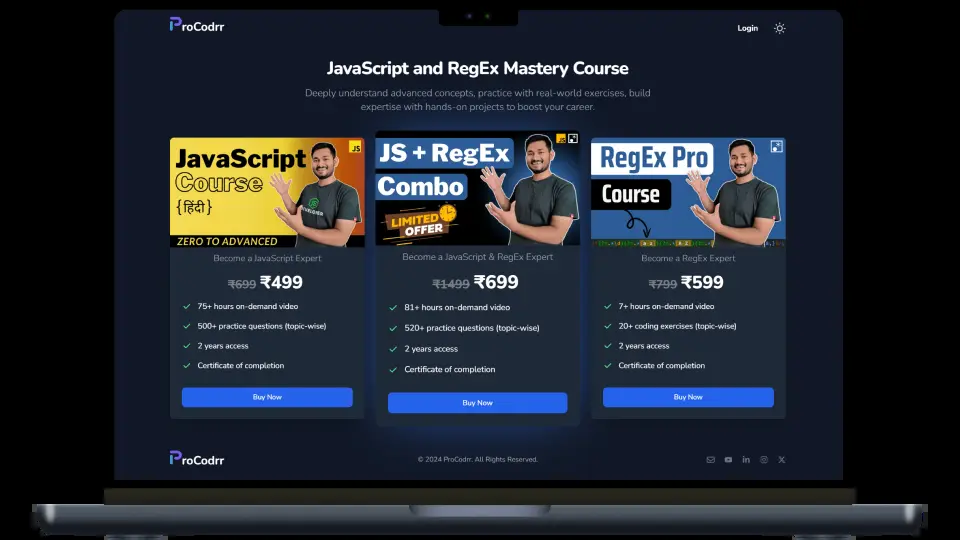 ProCodrr
Login
JavaScript and RegEx Mastery Course
Deeply understand advanced concepts, practice with real-world exercises, build
expertise with hands-on projects to boost your career.
JavaScript
Course
{हिंदी}
JS
ZERO TO ADVANCED
Become a JavaScript Expert
₹699 ₹499
75+ hours on-demand video
500+ practice questions (topic-wise)
2 years access
Certificate of completion
Buy Now
JS + RegEx
Combo
JS
LIMITED
OFFER
Become a JavaScript & RegEx Expert
₹1499 ₹699
81+ hours on-demand video
520+ practice questions (topic-wise)
2 years access
Certificate of completion
Buy Now
RegEx Pro
Course
Become a RegEx Expert
₹799 ₹599
7+ hours on-demand video
20+ coding exercises (topic-wise)
2 years access
Certificate of completion
Buy Now
ProCodrr
© 2024 ProCodrr. All Rights Reserved.